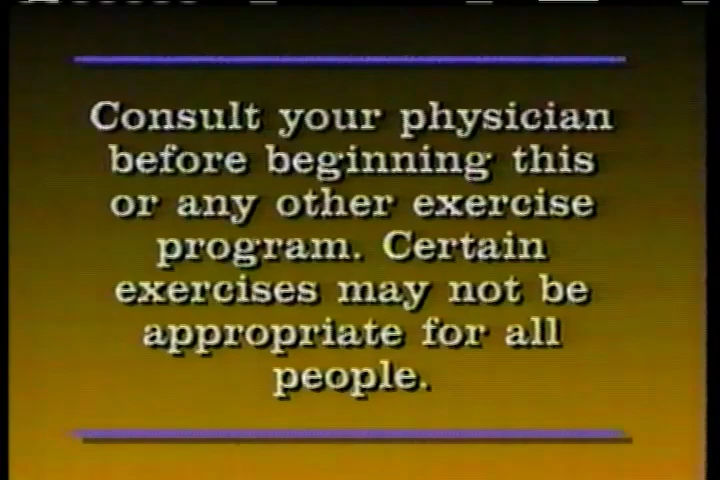 Consult your physician
before beginning this
or any other exercise
program. Certain
exercises may not be
appropriate for all
people.